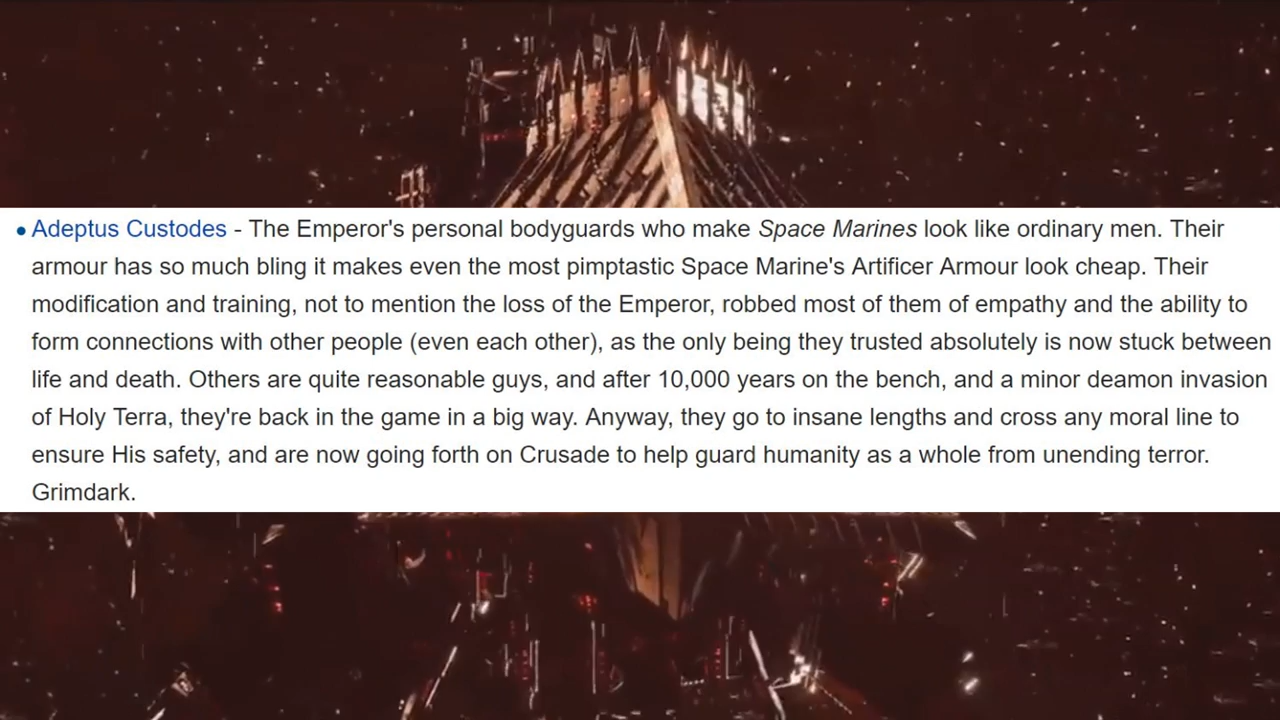 • Adeptus Custodes - The Emperor's personal bodyguards who make Space Marines look like ordinary men. Their
armour has so much bling it makes even the most pimptastic Space Marine's Artificer Armour look cheap. Their
modification and training, not to mention the loss of the Emperor, robbed most of them of empathy and the ability to
form connections with other people (even each other), as the only being they trusted absolutely is now stuck between
life and death. Others are quite reasonable guys, and after 10,000 years on the bench, and a minor deamon invasion
of Holy Terra, they're back in the game in a big way. Anyway, they go to insane lengths and cross any moral line to
ensure His safety, and are now going forth on Crusade to help guard humanity as a whole from unending terror.
Grimdark.